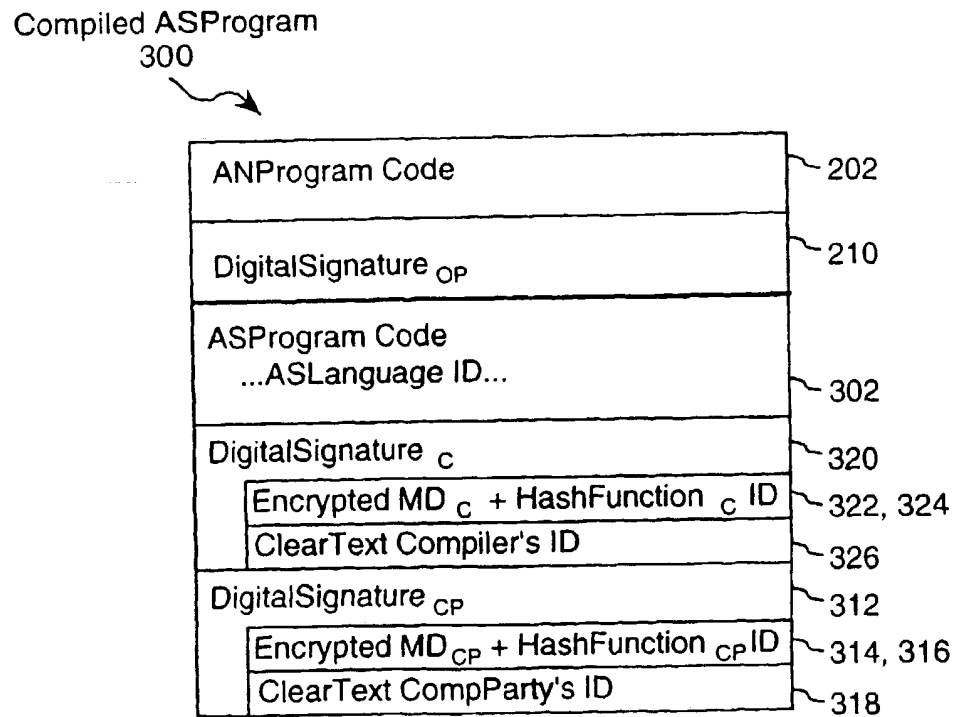 Compiled ASProgram
300
ANProgram Code
202
DigitalSignature OP
210
ASProgram Code
...ASLanguage ID...
302
DigitalSignature C
320
Encrypted MD C + HashFunction C ID
322, 324
ClearText Compiler's ID
326
DigitalSignature CP
312
Encrypted MD CP + HashFunction CP ID
314, 316
ClearText CompParty's ID
318